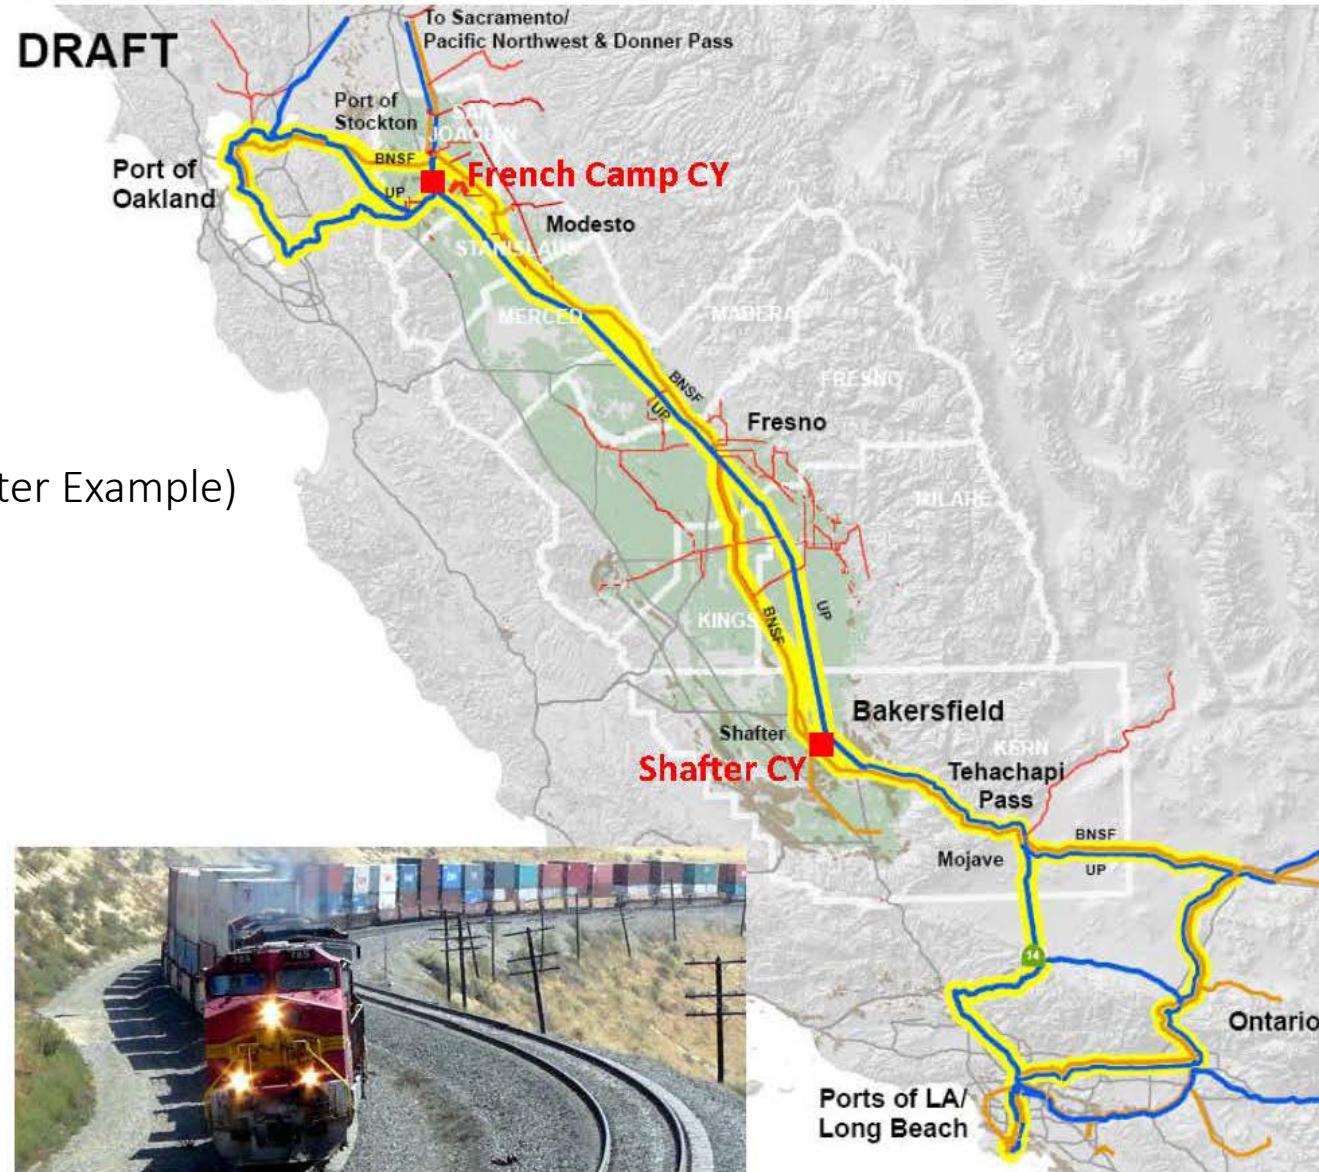 To Sacramento/
Pacific Northwest & Donner Pass
DRAFT
Port of
Stockton
SAN
JOAQUIN
Port of
Oakland
BNSF
French Camp CY
UP
Modesto
STANISLAUS
MERCED
MADERA
BNSF
FRESNO
UP
Fresno
ter Example)
TULARE
KINGS
BNSF
UP
Bakersfield
Shafter
KERN
Shafter CY
Tehachapi
Pass
BNSF
Mojave
UP
14
Ontario
Ports of LA/
Long Beach